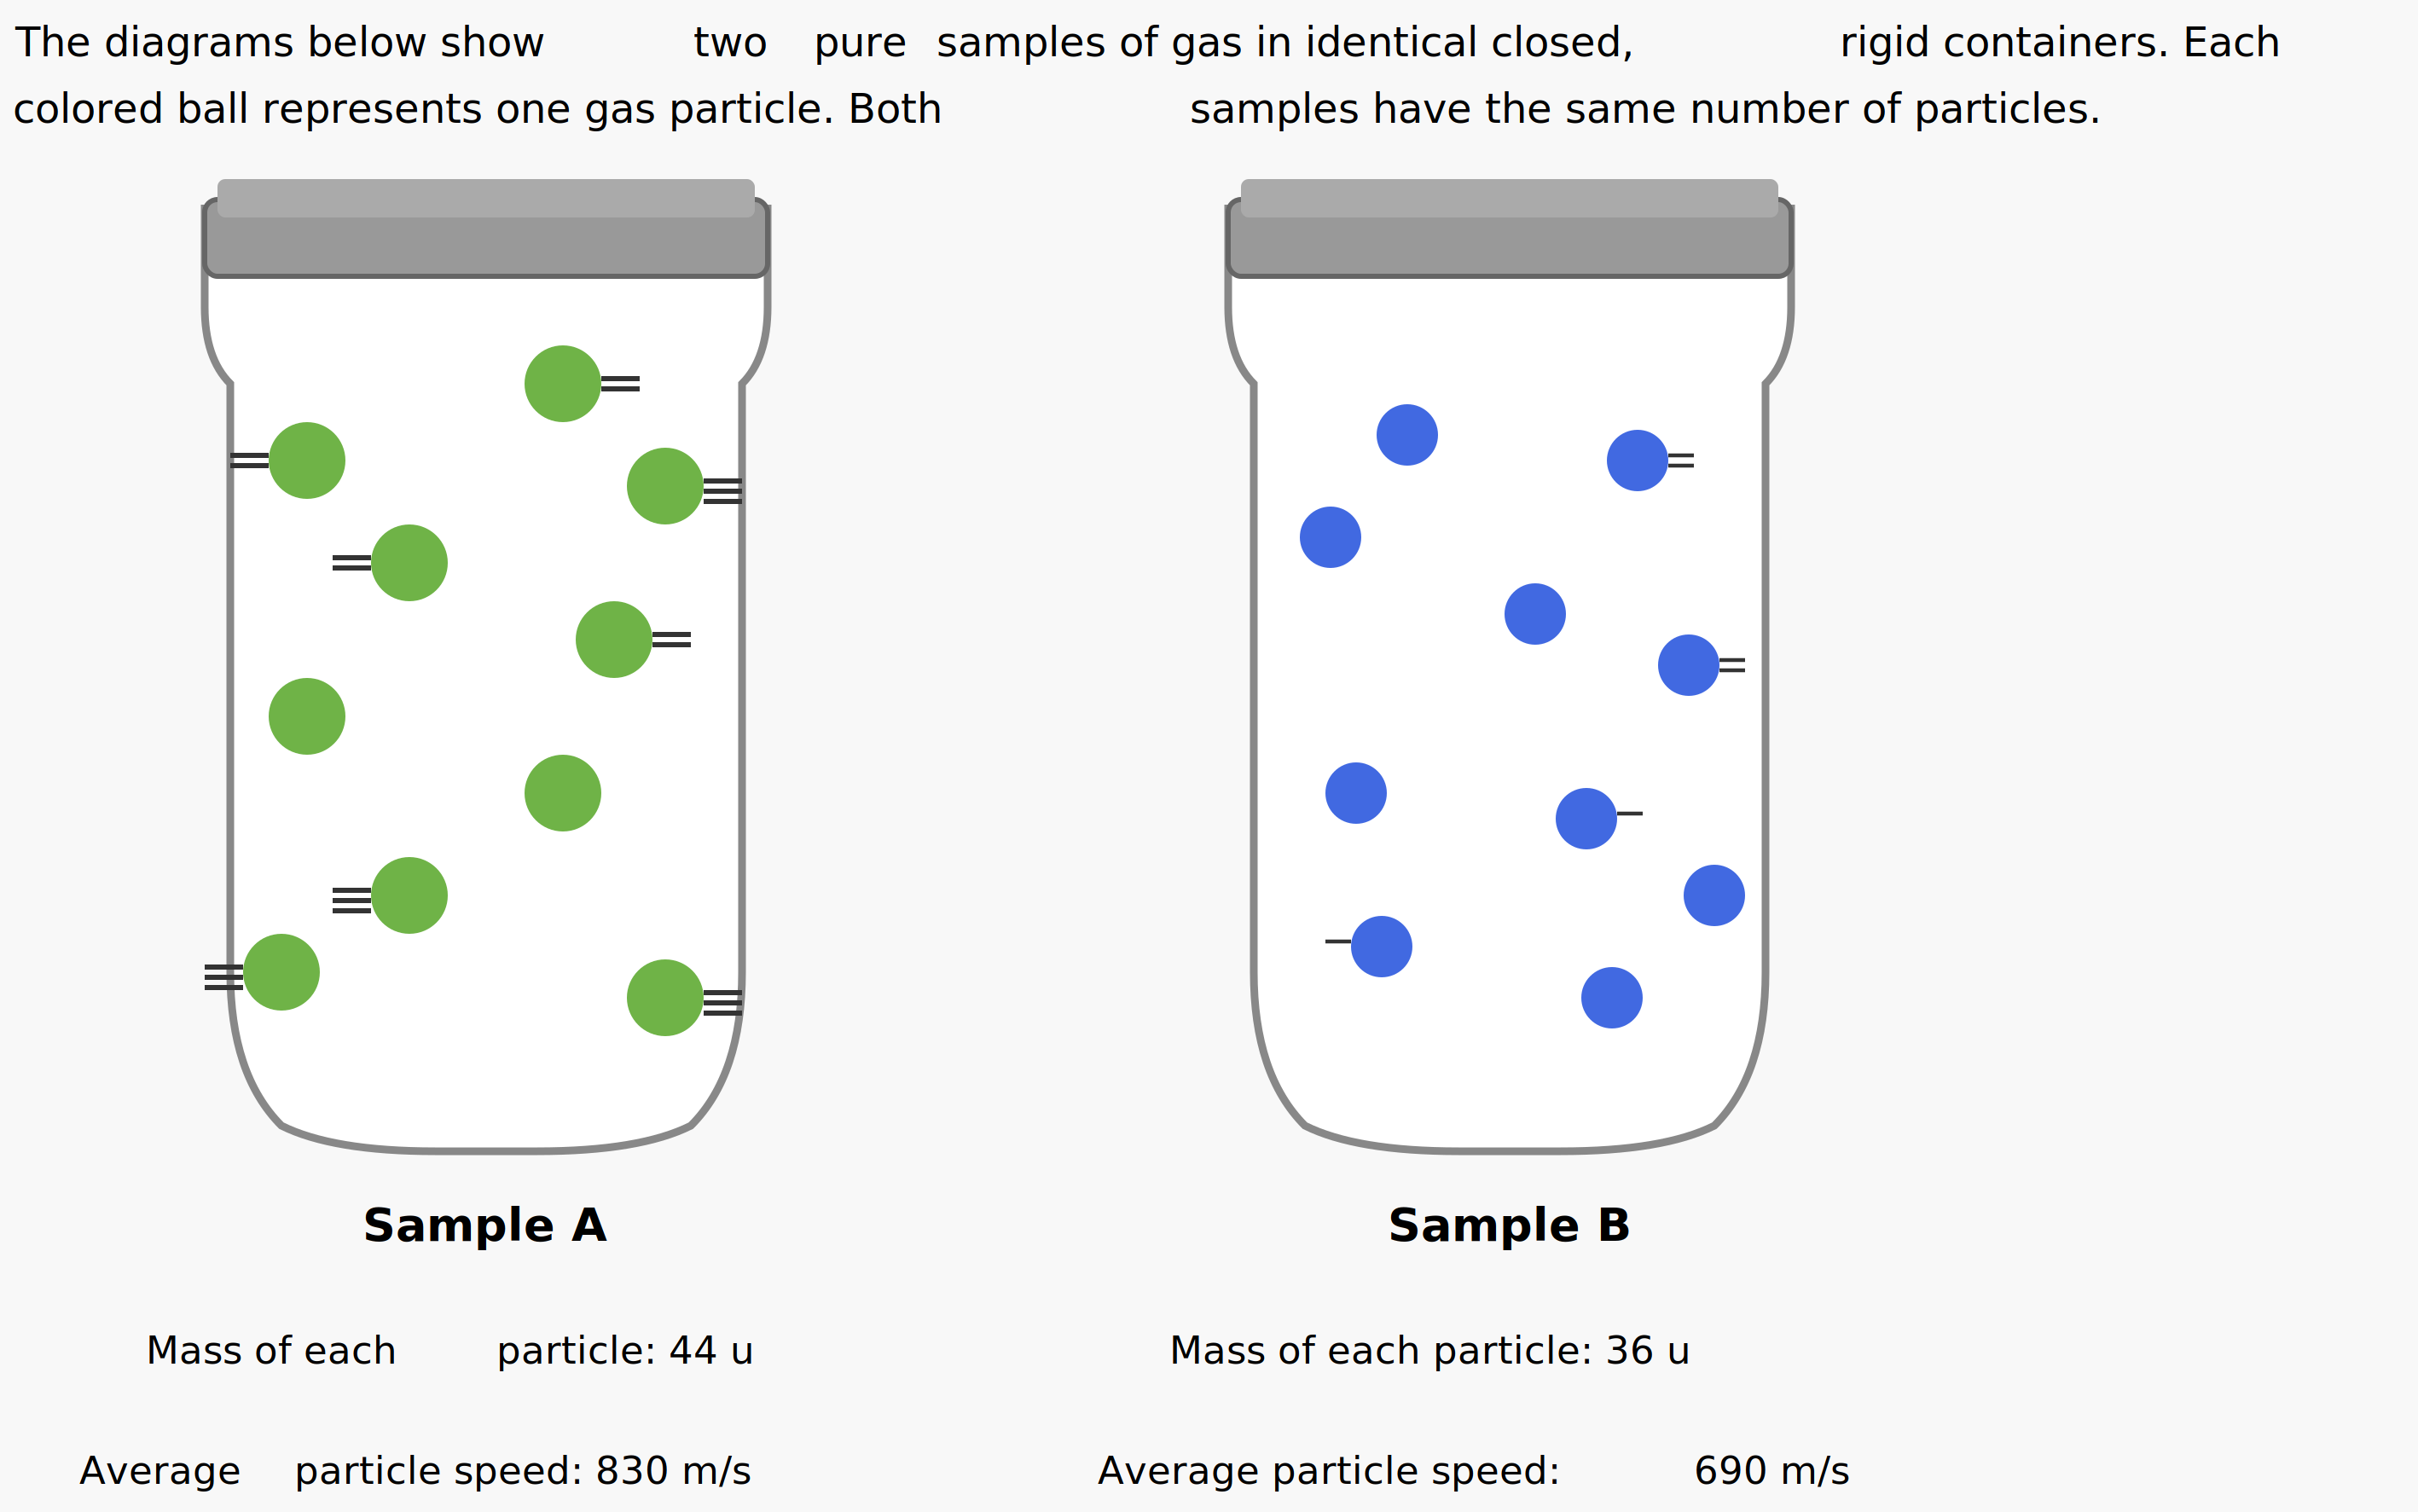 The diagrams below show two pure samples of gas in identical closed, rigid containers. Each
colored ball represents one gas particle. Both samples have the same number of particles.
Sample A
Sample B
Mass of each particle: 44 u
Mass of each particle: 36 u
Average particle speed: 830 m/s
Average particle speed: 690 m/s